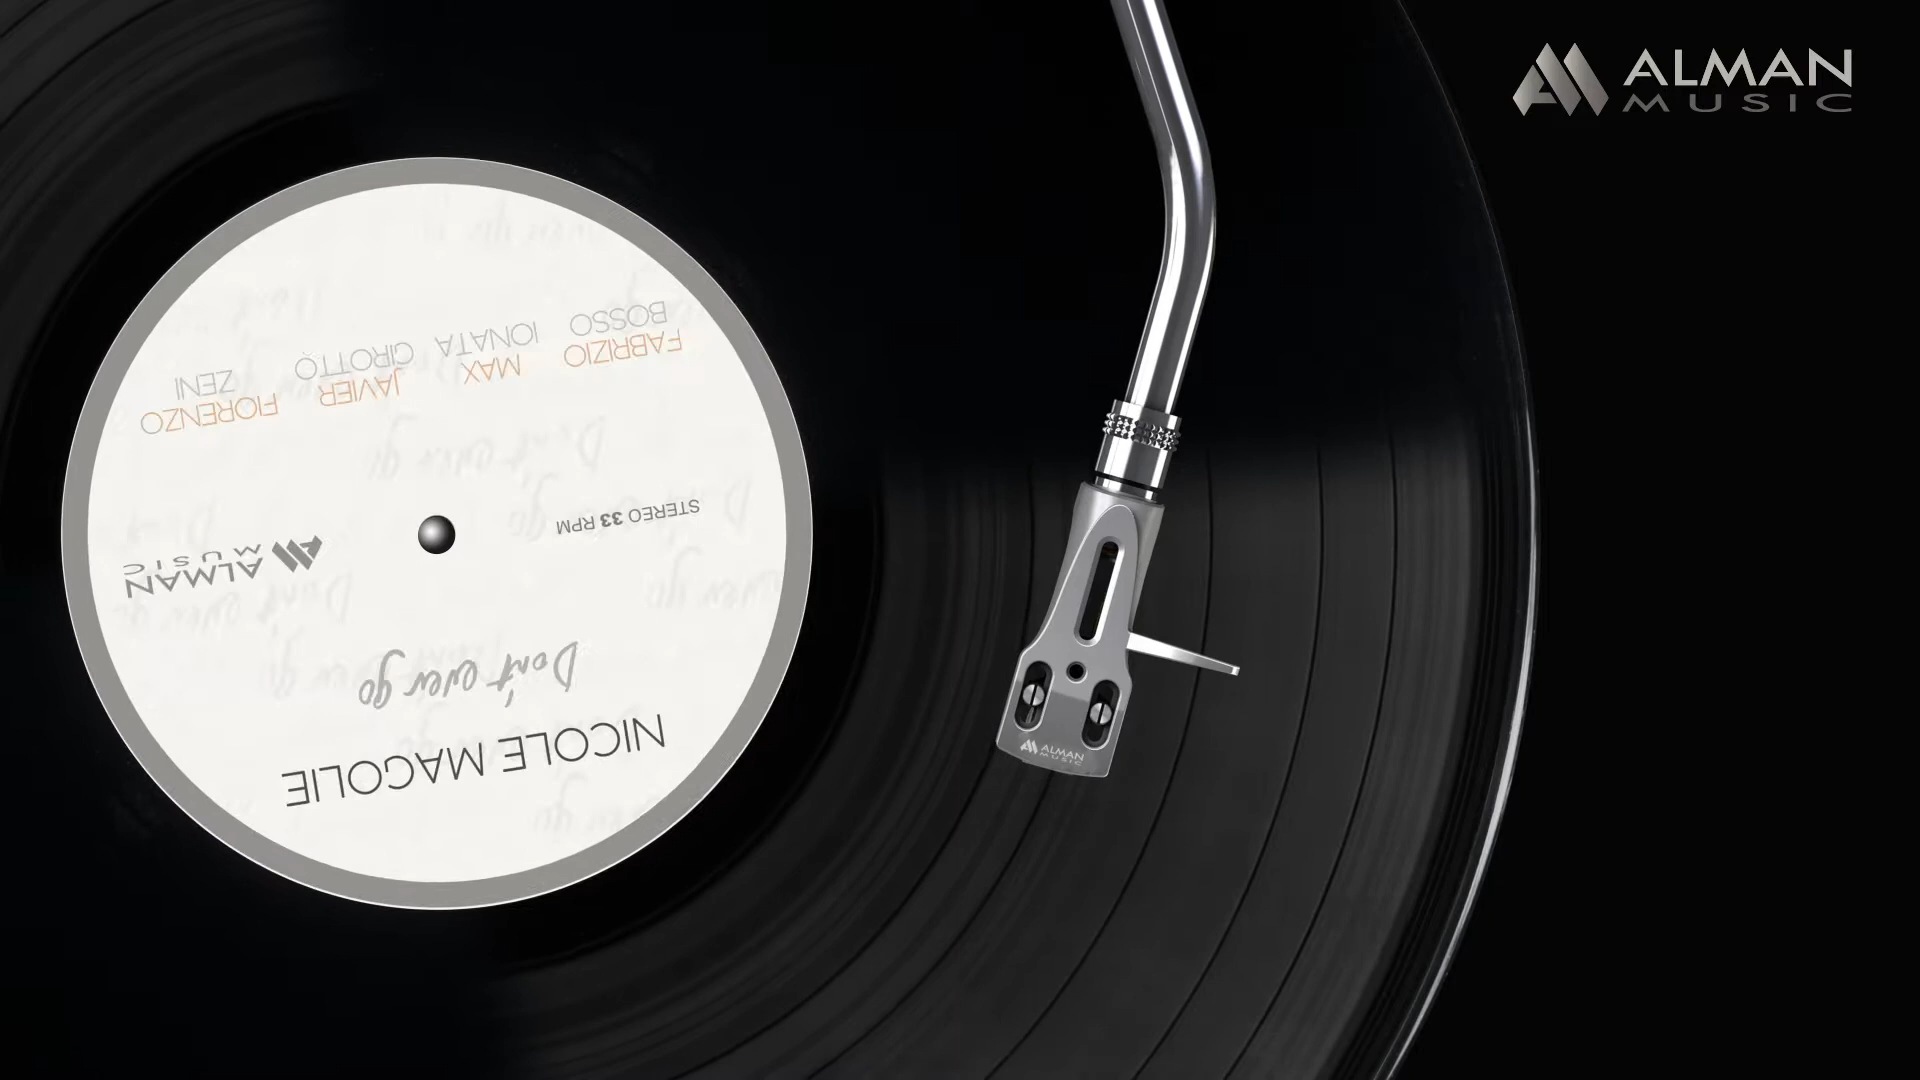 ALMAN
MUSIC
NICOLE MAGOLIE
Don't ever go
ALMAN
MUSIC
STEREO 33 RPM
FABRIZIO
BOSSO
MAX
IONATA
JAVIER
GIROTTO
FIORENZO
ZENI
ALMAN
MUSIC